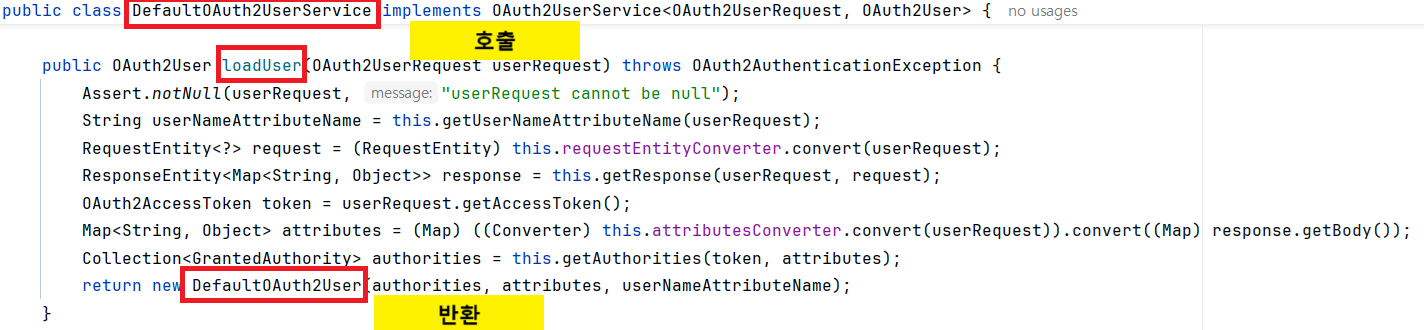 public class DefaultOAuth2UserService implements OAuth2UserService<OAuth2UserRequest, OAuth2User> { no usages
호출
public OAuth2User loadUser(OAuth2UserRequest userRequest) throws OAuth2AuthenticationException {
Assert.notNull(userRequest, message: "userRequest cannot be null");
String userNameAttributeName = this.getUserNameAttributeName(userRequest);
RequestEntity<?> request = (RequestEntity) this.requestEntityConverter.convert(userRequest);
ResponseEntity<Map<String, Object>> response = this.getResponse(userRequest, request);
OAuth2AccessToken token = userRequest.getAccessToken();
Map<String, Object> attributes = (Map) ((Converter) this.attributesConverter.convert(userRequest)).convert((Map) response.getBody());
Collection<GrantedAuthority> authorities = this.getAuthorities(token, attributes);
return new DefaultOAuth2User(authorities, attributes, userNameAttributeName);
반환
}